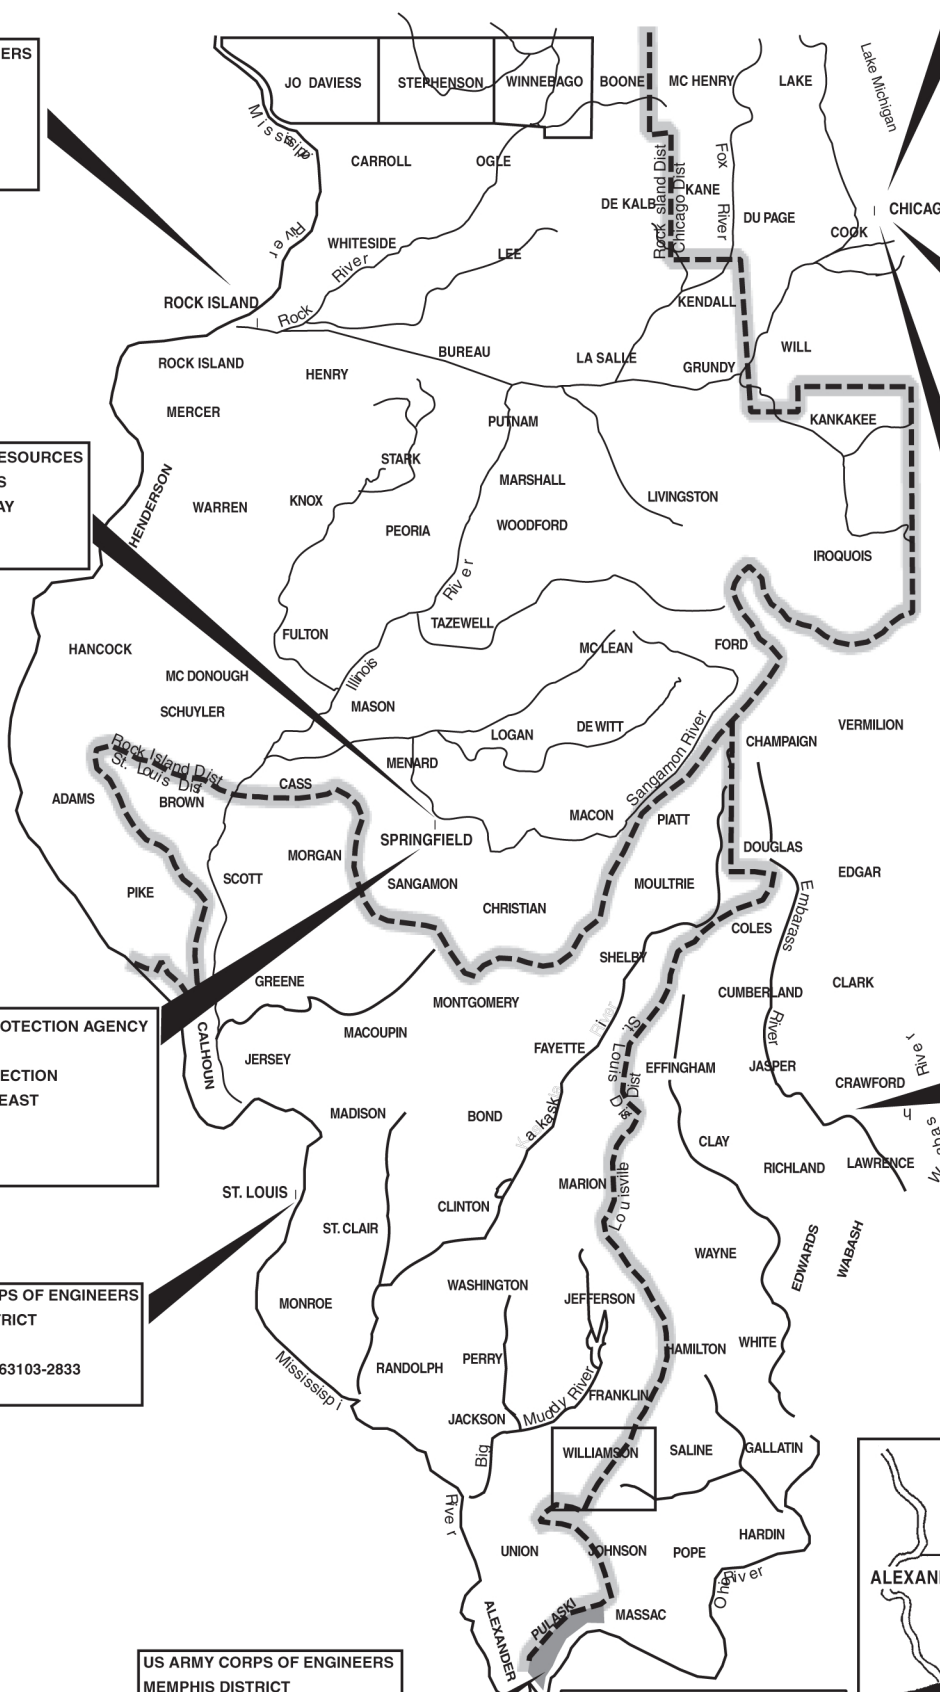 ERS
JO DAVIESS
STEPHENSON
WINNEBAGO
BOONE
MC HENRY
LAKE
Lake Michigan
Mississipi
CARROLL
OGLE
Rock Island Dist
Chicago Dist
Fox
River
KANE
DE KALB
DU PAGE
COOK
CHICAG
River
WHITESIDE
River
LEE
ROCK ISLAND
Rock
KENDALL
ROCK ISLAND
HENRY
BUREAU
LA SALLE
GRUNDY
WILL
MERCER
PUTNAM
KANKAKEE
ESOURCES
S
AY
STARK
HENDERSON
WARREN
KNOX
MARSHALL
LIVINGSTON
PEORIA
WOODFORD
IROQUOIS
River
HANCOCK
FULTON
TAZEWELL
MC LEAN
FORD
MC DONOUGH
Illinois
SCHUYLER
MASON
LOGAN
DE WITT
Sangamon River
VERMILION
CHAMPAIGN
Rock Island Dist
St. Louis Dist
MENARD
ADAMS
BROWN
CASS
MACON
PIATT
SPRINGFIELD
DOUGLAS
MORGAN
PIKE
SCOTT
SANGAMON
MOULTRIE
EDGAR
CHRISTIAN
Embarass
COLES
SHELBY
GREENE
MONTGOMERY
CUMBERLAND
CLARK
OTECTION AGENCY
ECTION
EAST
CALHOUN
MACOUPIN
River
St. Louis Dist
River
JERSEY
FAYETTE
EFFINGHAM
JASPER
CRAWFORD
River
MADISON
BOND
Kaskaskia
Dist
CLAY
RICHLAND
LAWRENCE
ST. LOUIS
MARION
Louisville
CLINTON
ST. CLAIR
WAYNE
EDWARDS
WABASH
PS OF ENGINEERS
RICT
63103-2833
WASHINGTON
JEFFERSON
MONROE
Mississispi
RANDOLPH
PERRY
HAMILTON
WHITE
FRANKLIN
JACKSON
Muddy River
Big
WILLIAMSON
SALINE
GALLATIN
River
UNION
JOHNSON
POPE
HARDIN
Ohio River
ALEXAN
ALEXANDER
PULASKI
MASSAC
US ARMY CORPS OF ENGINEERS
MEMPHIS DISTRICT